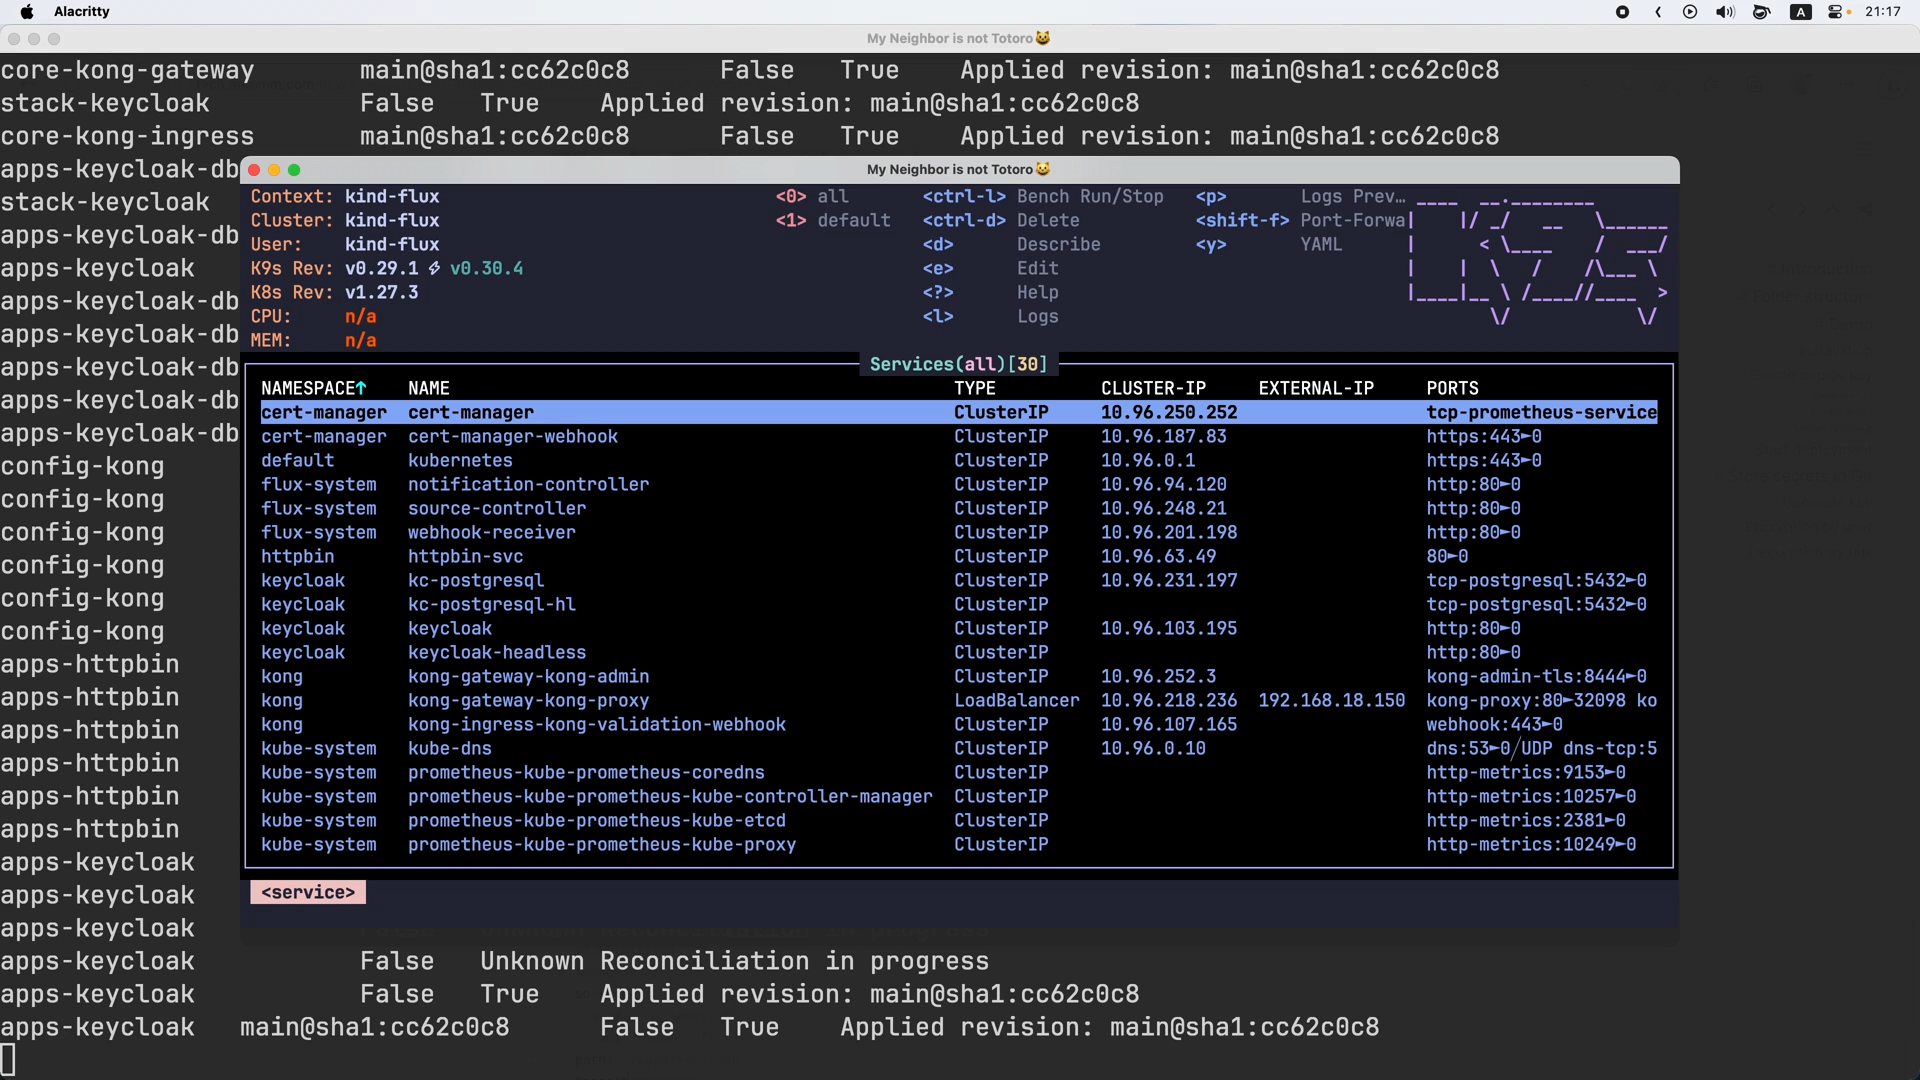 Alacritty A 21:17
My Neighbor is not Totoro😺
core-kong-gateway main@sha1:cc62c0c8 False True Applied revision: main@sha1:cc62c0c8
stack-keycloak False True Applied revision: main@sha1:cc62c0c8
core-kong-ingress main@sha1:cc62c0c8 False True Applied revision: main@sha1:cc62c0c8
apps-keycloak-db
stack-keycloak
apps-keycloak-db
apps-keycloak
apps-keycloak-db
apps-keycloak-db
apps-keycloak-db
apps-keycloak-db
apps-keycloak-db
config-kong
config-kong
config-kong
config-kong
config-kong
config-kong
apps-httpbin
apps-httpbin
apps-httpbin
apps-httpbin
apps-httpbin
apps-httpbin
apps-keycloak
apps-keycloak
apps-keycloak
apps-keycloak False Unknown Reconciliation in progress
apps-keycloak False True Applied revision: main@sha1:cc62c0c8
apps-keycloak main@sha1:cc62c0c8 False True Applied revision: main@sha1:cc62c0c8
My Neighbor is not Totoro😺
Context: kind-flux <0> all <ctrl-l> Bench Run/Stop <p> Logs Prev…
Cluster: kind-flux <1> default <ctrl-d> Delete <shift-f> Port-Forwa
User: kind-flux <d> Describe <y> YAML
K9s Rev: v0.29.1 ⚡ v0.30.4 <e> Edit
K8s Rev: v1.27.3 <?> Help
CPU: n/a <l> Logs
MEM: n/a
Services(all)[30]
NAMESPACE↑ NAME TYPE CLUSTER-IP EXTERNAL-IP PORTS
cert-manager cert-manager ClusterIP 10.96.250.252 tcp-prometheus-service
cert-manager cert-manager-webhook ClusterIP 10.96.187.83 https:443►0
default kubernetes ClusterIP 10.96.0.1 https:443►0
flux-system notification-controller ClusterIP 10.96.94.120 http:80►0
flux-system source-controller ClusterIP 10.96.248.21 http:80►0
flux-system webhook-receiver ClusterIP 10.96.201.198 http:80►0
httpbin httpbin-svc ClusterIP 10.96.63.49 80►0
keycloak kc-postgresql ClusterIP 10.96.231.197 tcp-postgresql:5432►0
keycloak kc-postgresql-hl ClusterIP tcp-postgresql:5432►0
keycloak keycloak ClusterIP 10.96.103.195 http:80►0
keycloak keycloak-headless ClusterIP http:80►0
kong kong-gateway-kong-admin ClusterIP 10.96.252.3 kong-admin-tls:8444►0
kong kong-gateway-kong-proxy LoadBalancer 10.96.218.236 192.168.18.150 kong-proxy:80►32098 ko
kong kong-ingress-kong-validation-webhook ClusterIP 10.96.107.165 webhook:443►0
kube-system kube-dns ClusterIP 10.96.0.10 dns:53►0/UDP dns-tcp:5
kube-system prometheus-kube-prometheus-coredns ClusterIP http-metrics:9153►0
kube-system prometheus-kube-prometheus-kube-controller-manager ClusterIP http-metrics:10257►0
kube-system prometheus-kube-prometheus-kube-etcd ClusterIP http-metrics:2381►0
kube-system prometheus-kube-prometheus-kube-proxy ClusterIP http-metrics:10249►0
<service>